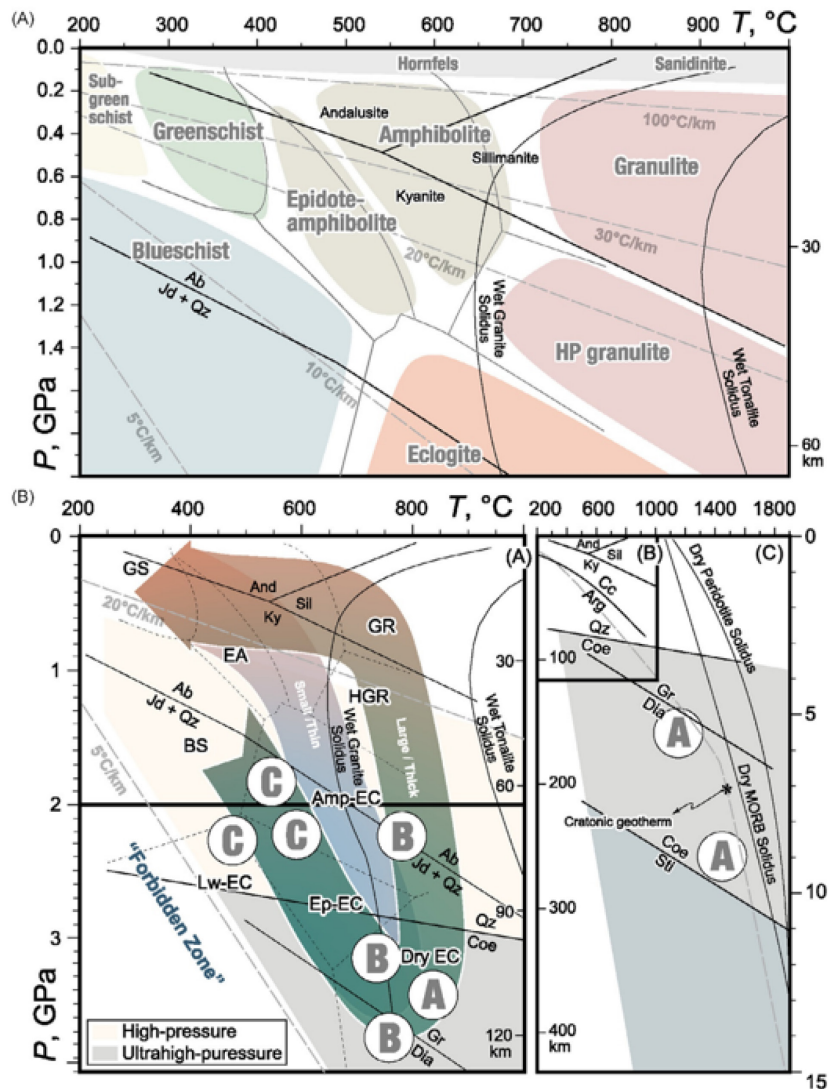 (A)
200 300 400 500 600 700 800 900 T, °C
0.0
0.2
0.4
0.6
0.8
1.0
1.2
1.4
P, GPa
Hornfels
Sanidinite
Sub-
green
schist
Greenschist
Andalusite
Amphibolite
100°C/km
Sillimanite
Granulite
Kyanite
Epidote-
amphibolite
Blueschist
20°C/km
30°C/km
30
Ab
Jd + Qz
Wet Granite
Solidus
HP granulite
Wet Tonalite
Solidus
10°C/km
5°C/km
Eclogite
60
km
(B)
200 400 600 800 T, °C
200 600 1000 1400 1800
0
1
2
3
P, GPa
(A)
GS
And
Sil
Ky
GR
20°C/km
EA
30
HGR
Small /Thin
Large / Thick
Wet Granite
Solidus
Wet Tonalite
Solidus
Ab
Jd + Qz
BS
60
C
Amp-EC
C
C
B
Ab
Jd + Qz
5°C/km
"Forbidden Zone"
Lw-EC
Ep-EC
90
Qz
Coe
Dry EC
B
A
B
Gr
Dia
120
km
High-pressure
Ultrahigh-puressure
(B)
(C)
0
5
10
15
And
Sil
Ky
Cc
Arg
Qz
Coe
100
Dry Peridotite Solidus
Gr
Dia
A
200
*
Cratonic geotherm
Dry MORB Solidus
A
Coe
Sti
300
400
km